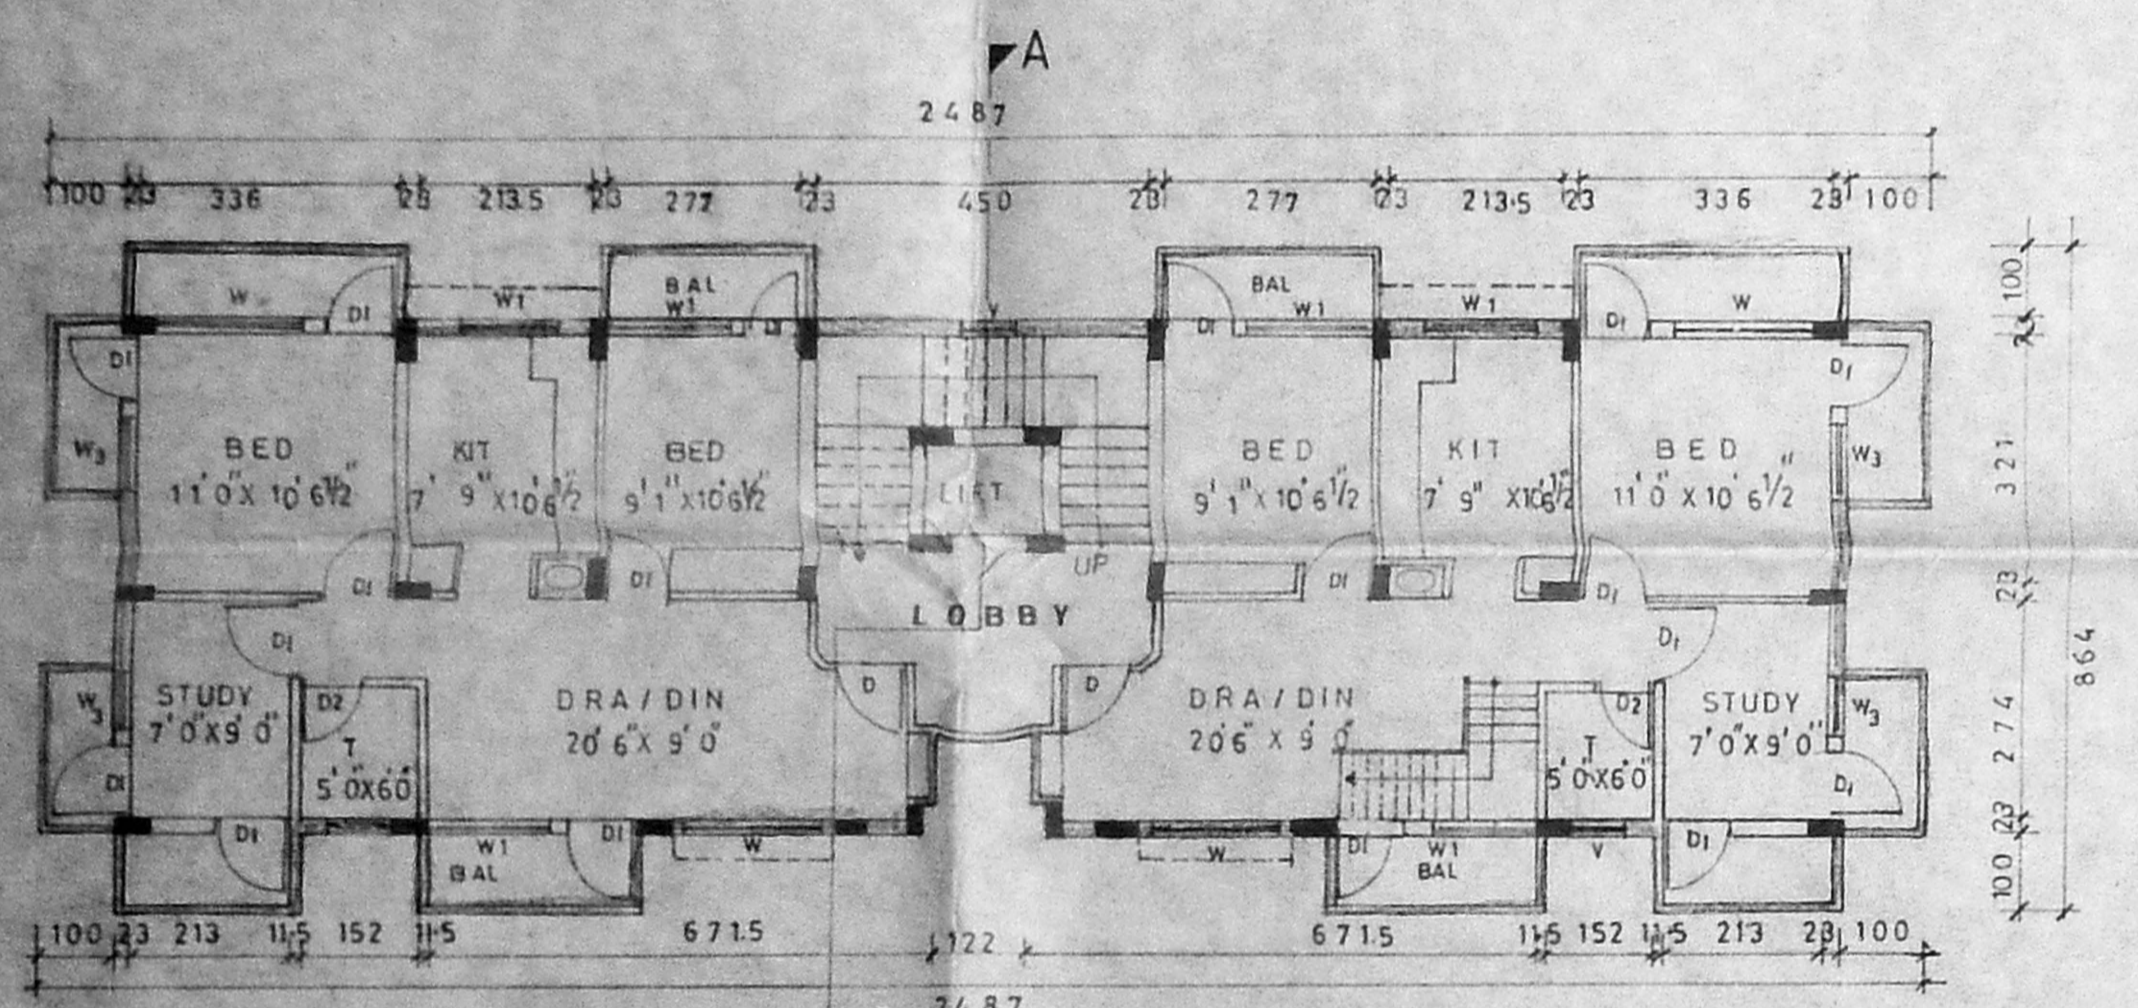 A
2487
100 23 336 23 213.5 23 277 23 450 23 277 23 213.5 23 336 23 100
BAL BAL
W D1 W1 W1 V D1 W1 W1 D1 W
D1 D1
BED KIT BED BED KIT BED
W3 W3
11' 0" X 10' 6½" 7' 9" X 10' 6½ 9' 1" X 10' 6½" LIFT 9' 1" X 10' 6½ 7' 9" X 10' 6½ 11' 0" X 10' 6½"
UP
D1 D1 D1 D1
LOBBY
D1 D1
STUDY D2 DRA/DIN D D DRA/DIN D2 STUDY
W3 W3
7' 0" X 9' 0" T 20' 6" X 9' 0" 20' 6" X 9' 0" T 7' 0" X 9' 0"
5' 0" X 6' 0" 5' 0" X 6' 0"
D1 D1
D1 W1 D1 W W D1 W1 V D1
BAL BAL
100 23 213 11.5 152 11.5 671.5 122 671.5 11.5 152 11.5 213 23 100
2487
100
321
23
274
23
100
864